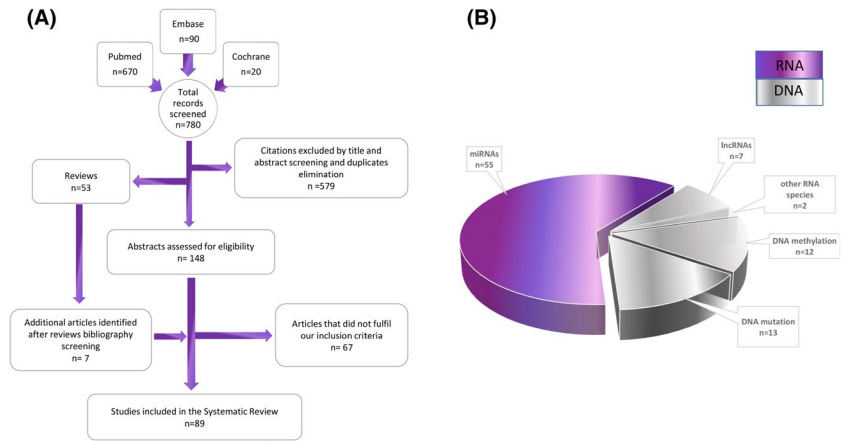 (A)
Embase
n=90
Pubmed
n=670
Cochrane
n=20
Total
records
screened
n=780
Citations excluded by title and
abstract screening and duplicates
elimination
n =579
Reviews
n=53
Abstracts assessed for eligibility
n= 148
Additional articles identified
after reviews bibliography
screening
n= 7
Articles that did not fulfil
our inclusion criteria
n= 67
Studies included in the Systematic Review
n=89
(B)
RNA
DNA
miRNAs
n=55
lncRNAs
n=7
other RNA
species
n=2
DNA methylation
n=12
DNA mutation
n=13